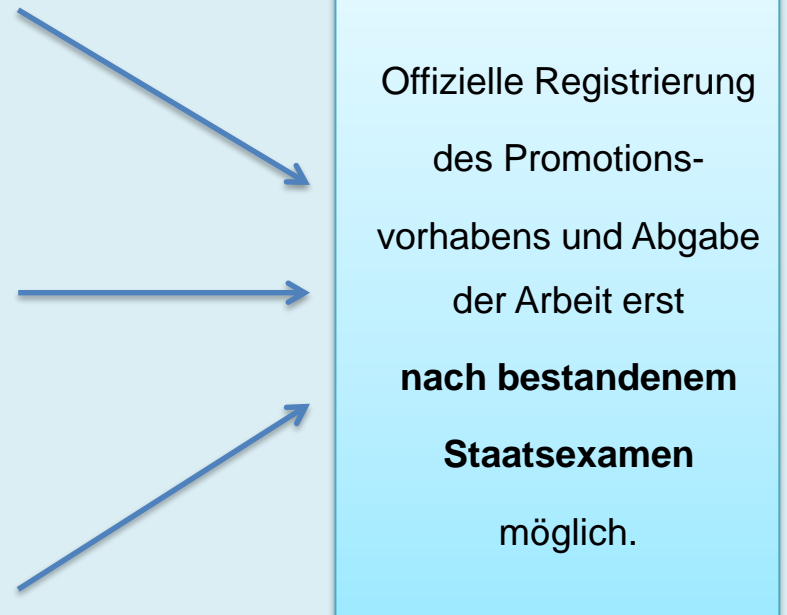 Offizielle Registrierung
des Promotions-
vorhabens und Abgabe
der Arbeit erst
nach bestandenem
Staatsexamen
möglich.